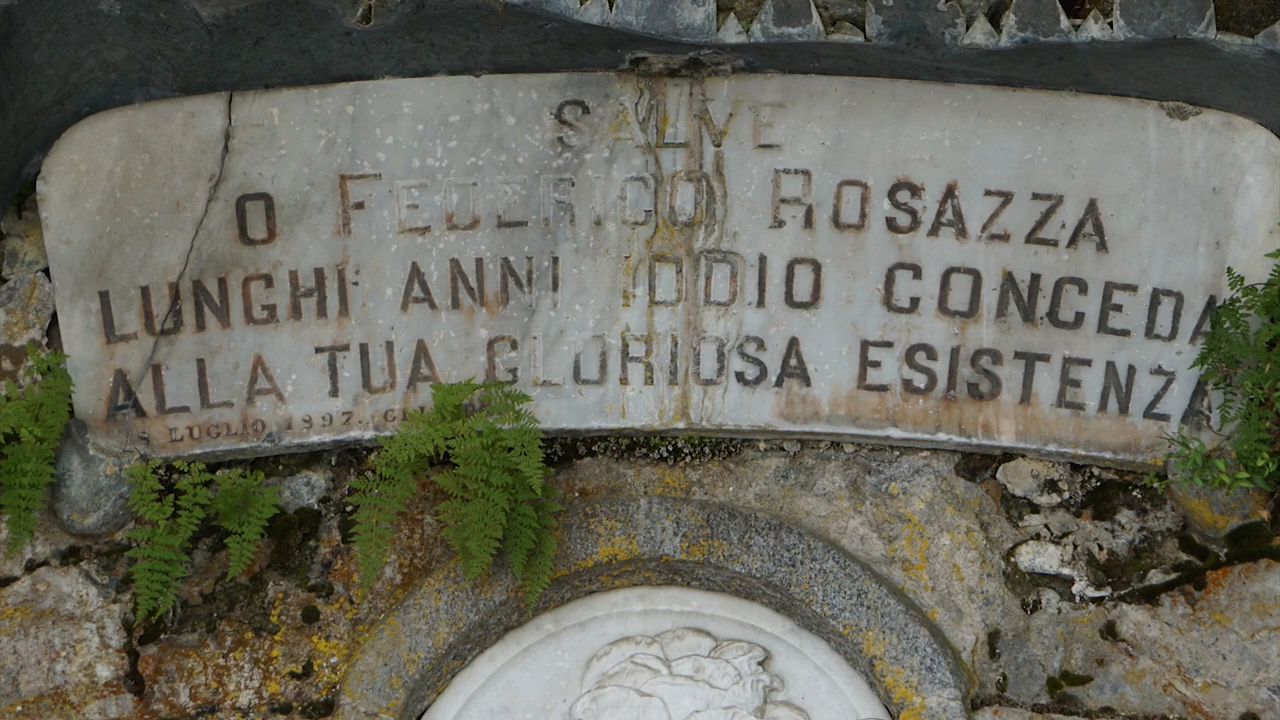 SALVE
O FEDERICO ROSAZZA
LUNGHI ANNI IDDIO CONCEDA
ALLA TUA GLORIOSA ESISTENZA
LUGLIO 1897.